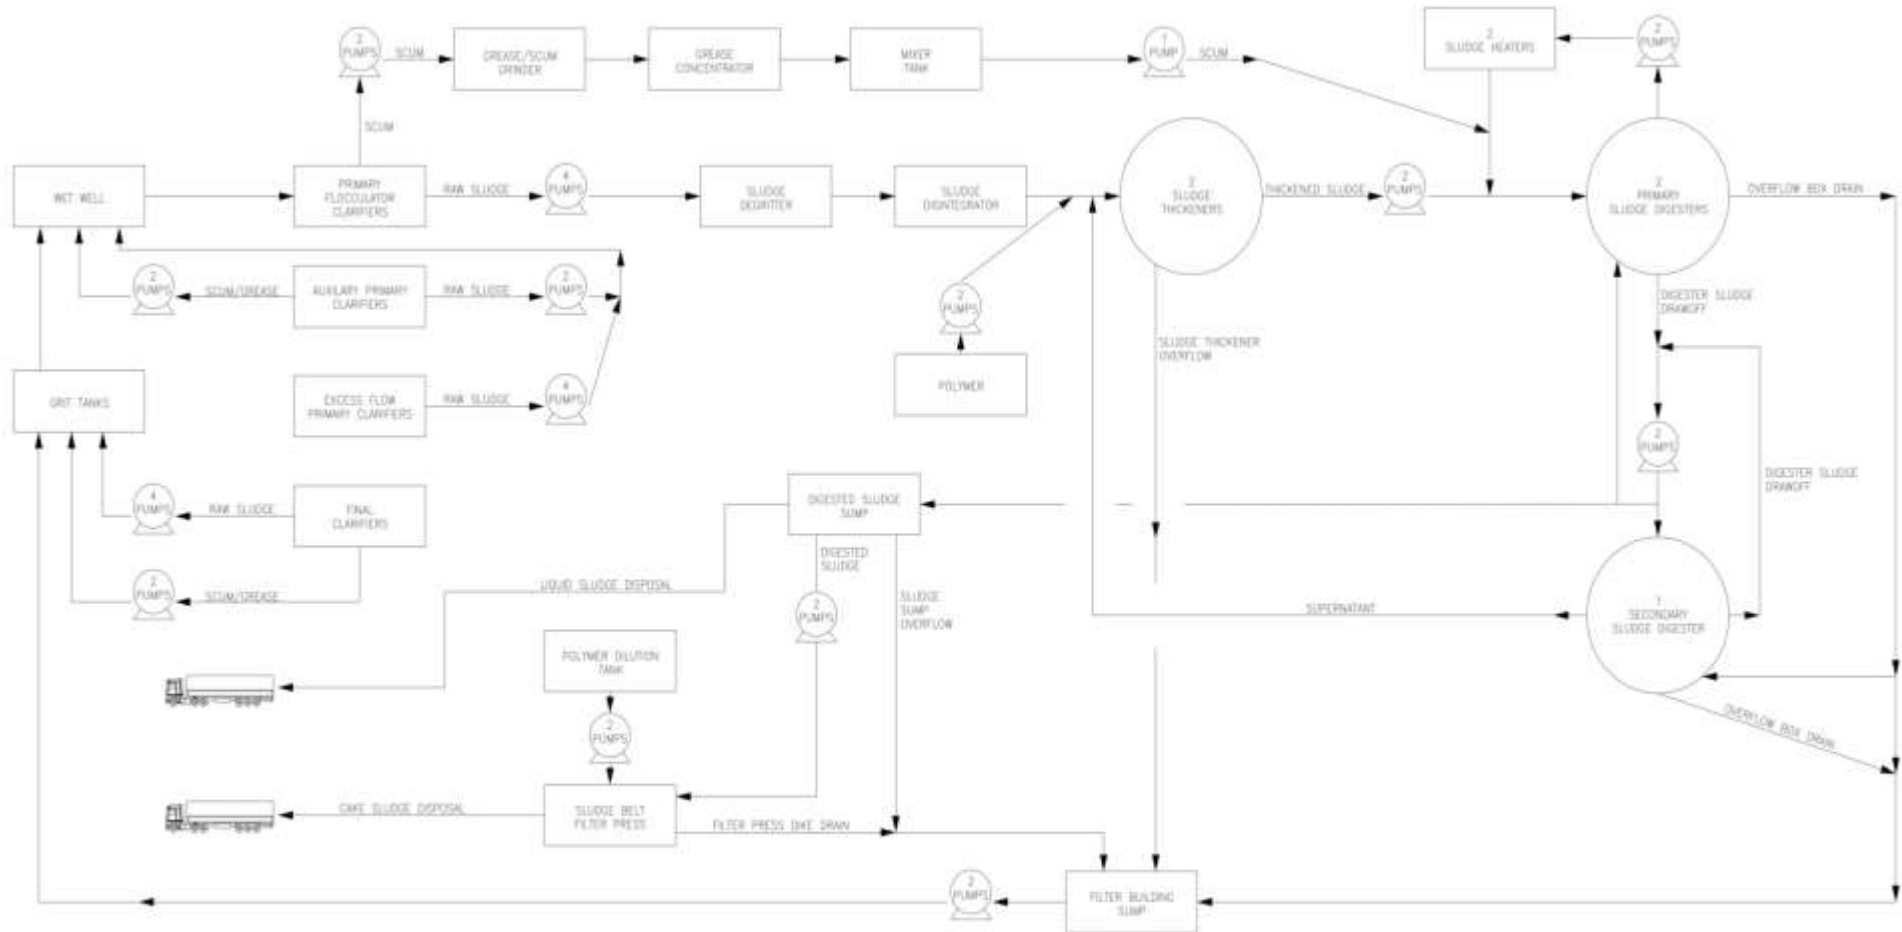 2
PUMPS
SCUM
GREASE/SCUM
GRINDER
GREASE
CONCENTRATOR
MIXER
TANK
1
PUMP
SCUM
2
SLUDGE HEATERS
2
PUMPS
SCUM
WET WELL
PRIMARY
FLOCCULATOR
CLARIFIERS
RAW SLUDGE
4
PUMPS
SLUDGE
DEGRITTER
SLUDGE
DISINTEGRATOR
2
SLUDGE
THICKENERS
THICKENED SLUDGE
2
PUMPS
2
PRIMARY
SLUDGE DIGESTERS
OVERFLOW BOX DRAIN
2
PUMPS
SCUM/GREASE
AUXILARY PRIMARY
CLARIFIERS
RAW SLUDGE
2
PUMPS
2
PUMPS
DIGESTER SLUDGE
DRAWOFF
SLUDGE THICKENER
OVERFLOW
GRIT TANKS
EXCESS FLOW
PRIMARY CLARIFIERS
RAW SLUDGE
4
PUMPS
POLYMER
2
PUMPS
DIGESTER SLUDGE
DRAWOFF
4
PUMPS
RAW SLUDGE
FINAL
CLARIFIERS
DIGESTED SLUDGE
SUMP
DIGESTED
SLUDGE
2
PUMPS
SCUM/GREASE
LIQUID SLUDGE DISPOSAL
2
PUMPS
SLUDGE
SUMP
OVERFLOW
SUPERNATANT
1
SECONDARY
SLUDGE DIGESTER
POLYMER DILUTION
TANK
2
PUMPS
OVERFLOW BOX DRAIN
CAKE SLUDGE DISPOSAL
SLUDGE BELT
FILTER PRESS
FILTER PRESS DIKE DRAIN
2
PUMPS
FILTER BUILDING
SUMP